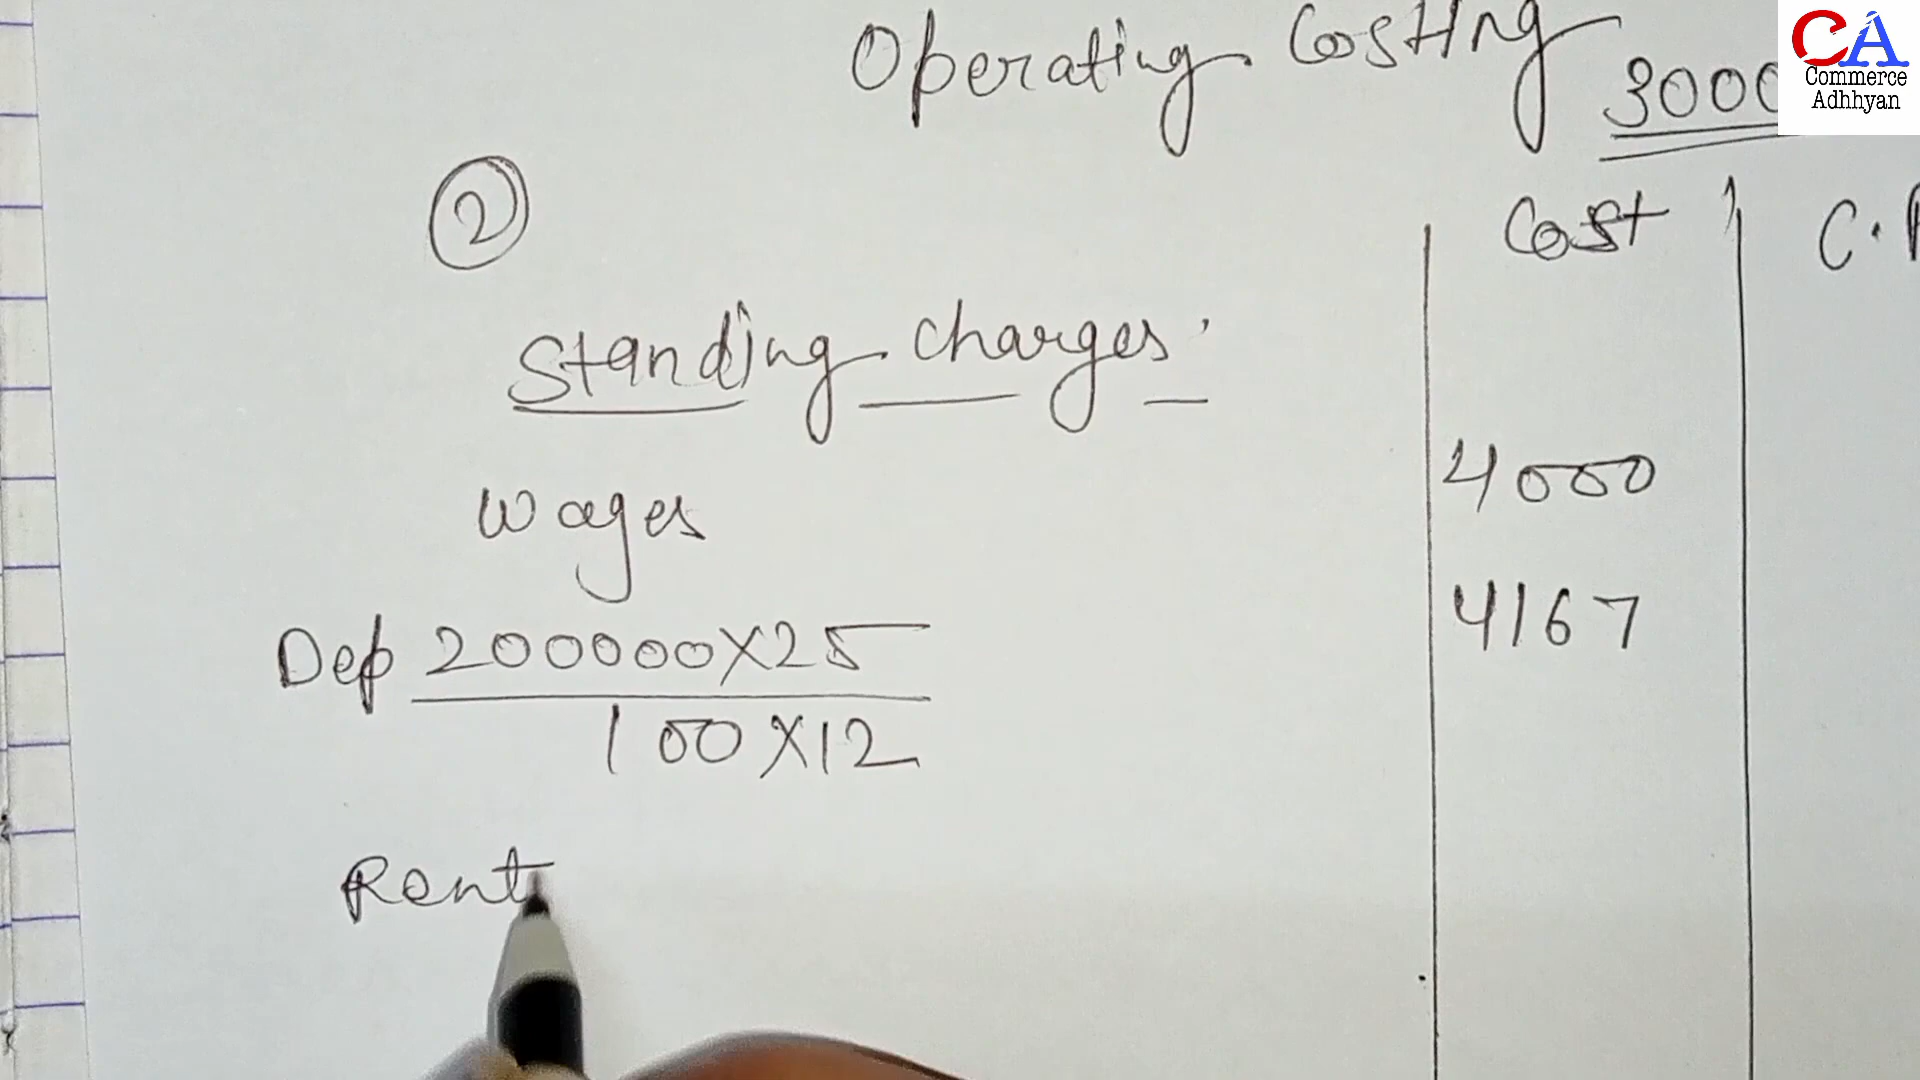 Operating Costing
3000
CA
Commerce
Adhhyan
2
Cost
C.
Standing charges
Wages 4000
Dep 200000X25 4167
100X12
Rent